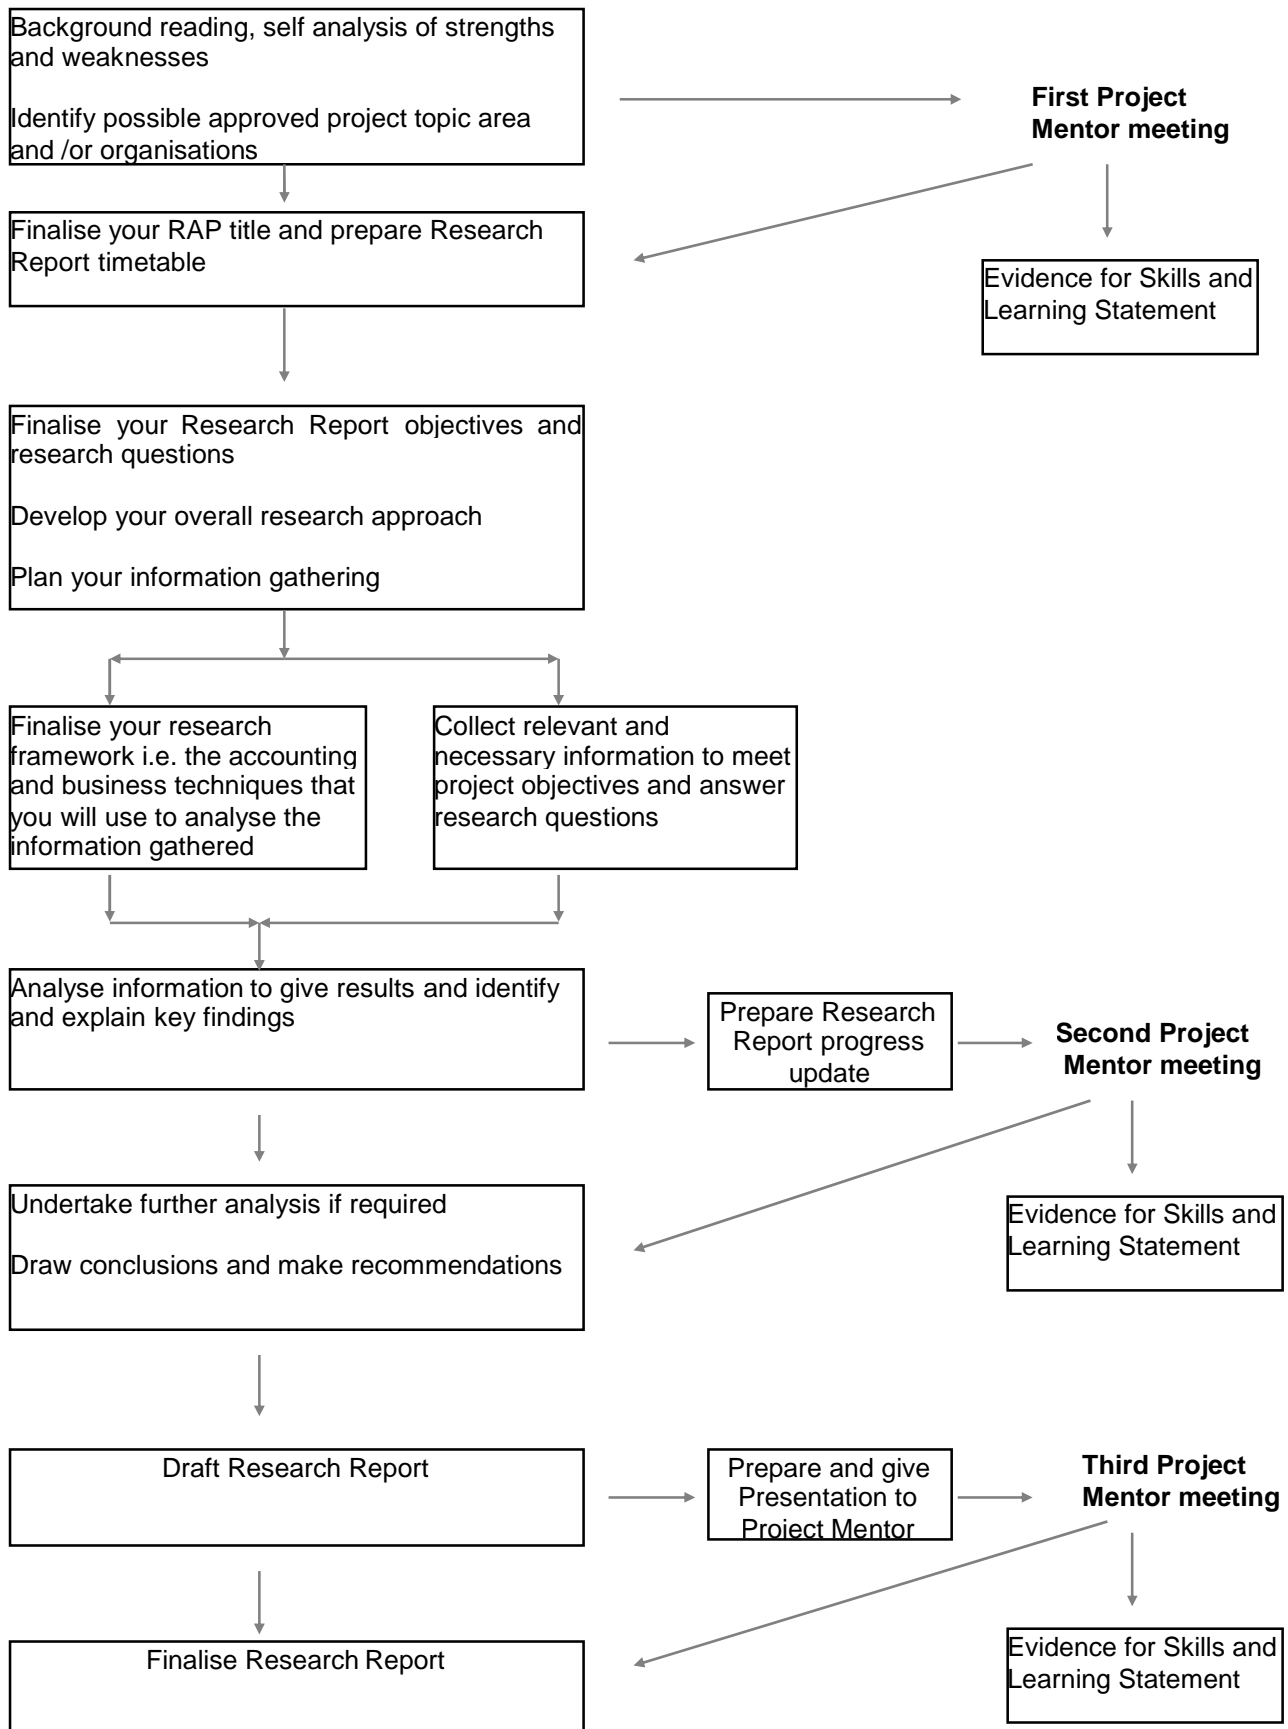 Background reading, self analysis of strengths
and weaknesses
Identify possible approved project topic area
and /or organisations
First Project
Mentor meeting
Finalise your RAP title and prepare Research
Report timetable
Evidence for Skills and
Learning Statement
Finalise your Research Report objectives and
research questions
Develop your overall research approach
Plan your information gathering
Finalise your research
framework i.e. the accounting
and business techniques that
you will use to analyse the
information gathered
Collect relevant and
necessary information to meet
project objectives and answer
research questions
Analyse information to give results and identify
and explain key findings
Prepare Research
Report progress
update
Second Project
Mentor meeting
Undertake further analysis if required
Draw conclusions and make recommendations
Evidence for Skills and
Learning Statement
Draft Research Report
Prepare and give
Presentation to
Project Mentor
Third Project
Mentor meeting
Finalise Research Report
Evidence for Skills and
Learning Statement